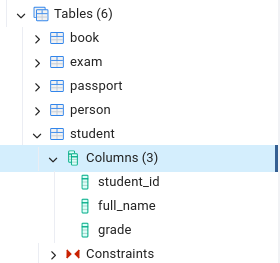 Tables (6)
book
exam
passport
person
student
Columns (3)
student_id
full_name
grade
Constraints